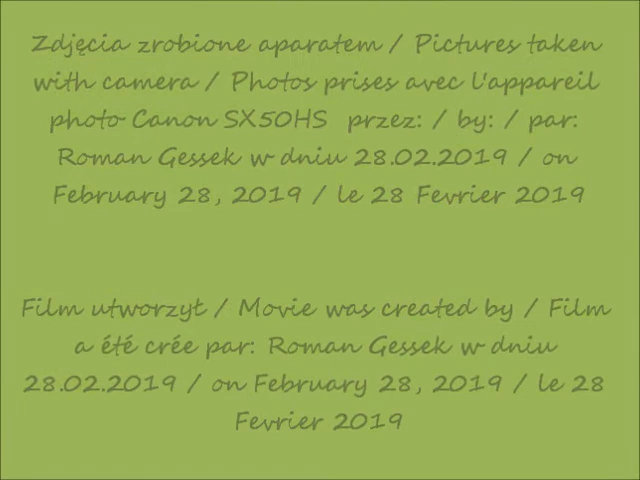 Zdjęcia zrobione aparatem / Pictures taken
with camera / Photos prises avec l'appareil
photo Canon SX50HS przez: / by: / par:
Roman Gessek w dniu 28.02.2019 / on
February 28, 2019 / le 28 Fevrier 2019
Film utworzył / Movie was created by / Film
a été crée par: Roman Gessek w dniu
28.02.2019 / on February 28, 2019 / le 28
Fevrier 2019